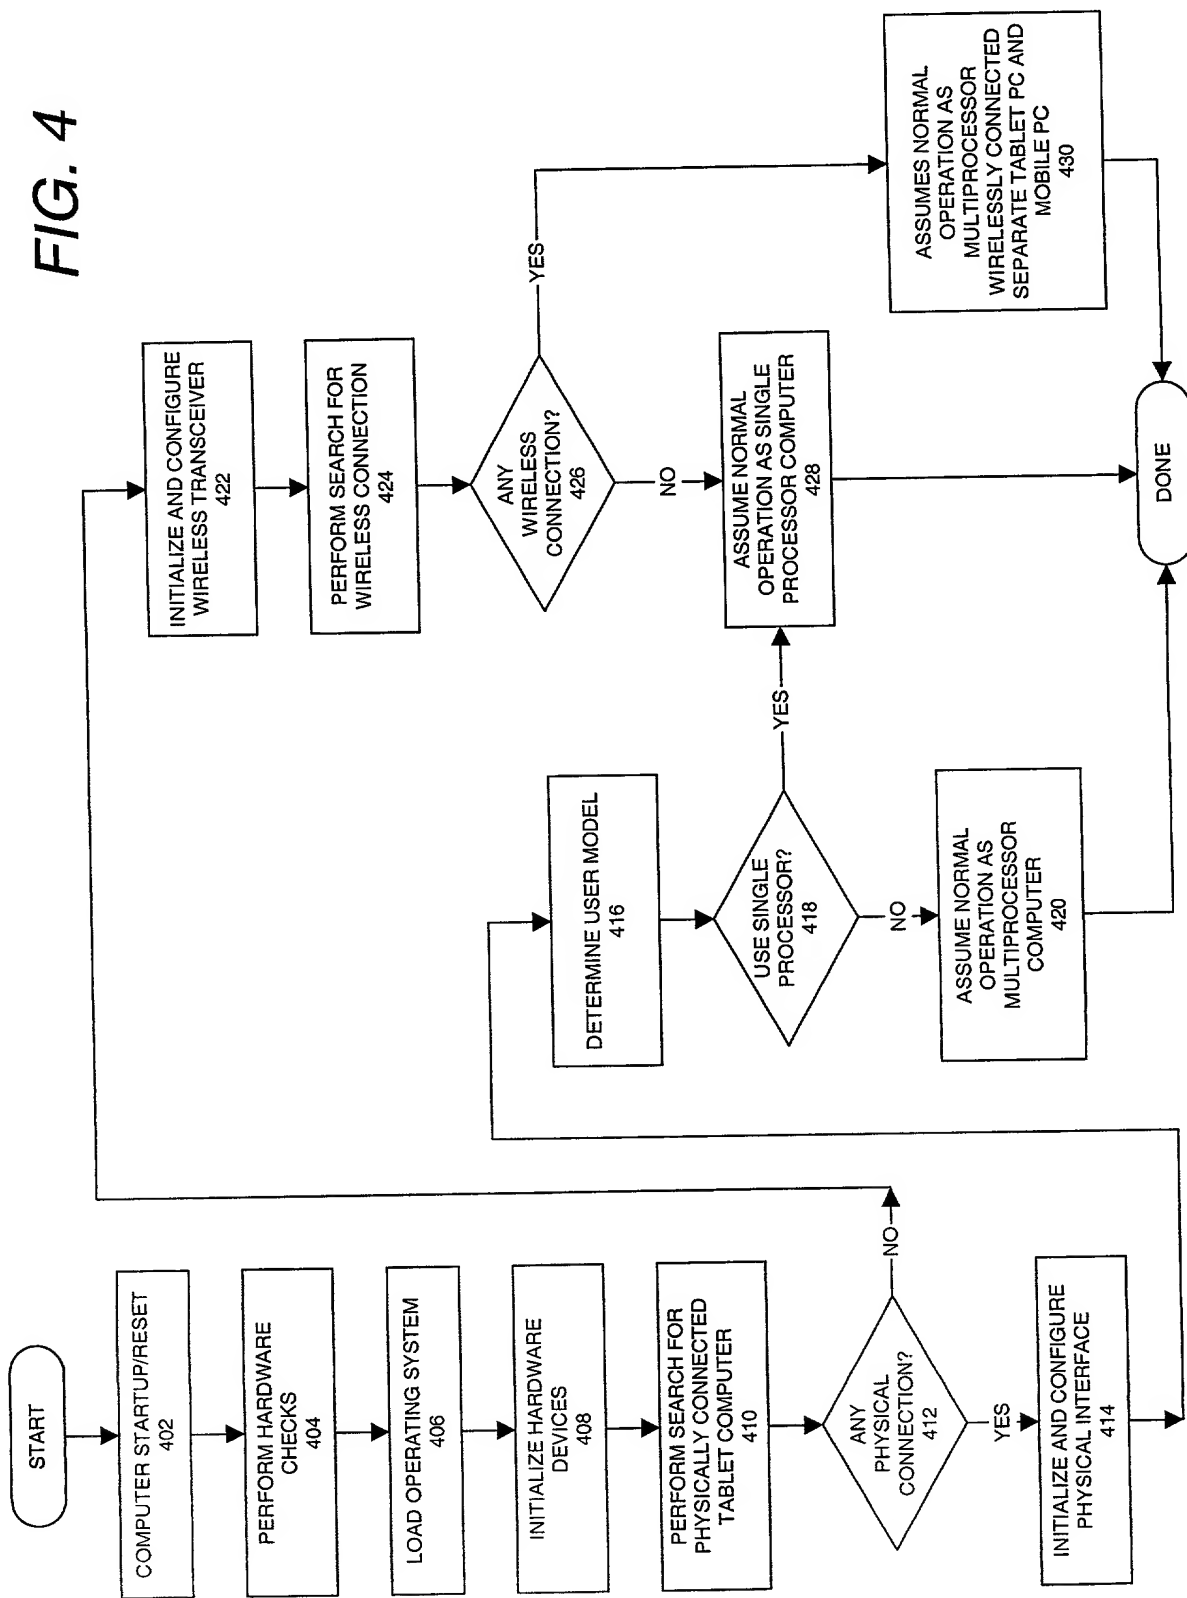 FIG. 4
START
COMPUTER STARTUP/RESET
402
PERFORM HARDWARE
CHECKS
404
LOAD OPERATING SYSTEM
406
INITIALIZE HARDWARE
DEVICES
408
PERFORM SEARCH FOR
PHYSICALLY CONNECTED
TABLET COMPUTER
410
ANY
PHYSICAL
CONNECTION?
412
NO
YES
INITIALIZE AND CONFIGURE
PHYSICAL INTERFACE
414
DETERMINE USER MODEL
416
USE SINGLE
PROCESSOR?
418
YES
NO
ASSUME NORMAL
OPERATION AS
MULTIPROCESSOR
COMPUTER
420
INITIALIZE AND CONFIGURE
WIRELESS TRANSCEIVER
422
PERFORM SEARCH FOR
WIRELESS CONNECTION
424
ANY
WIRELESS
CONNECTION?
426
YES
NO
ASSUME NORMAL
OPERATION AS SINGLE
PROCESSOR COMPUTER
428
ASSUMES NORMAL
OPERATION AS
MULTIPROCESSOR
WIRELESSLY CONNECTED
SEPARATE TABLET PC AND
MOBILE PC
430
DONE